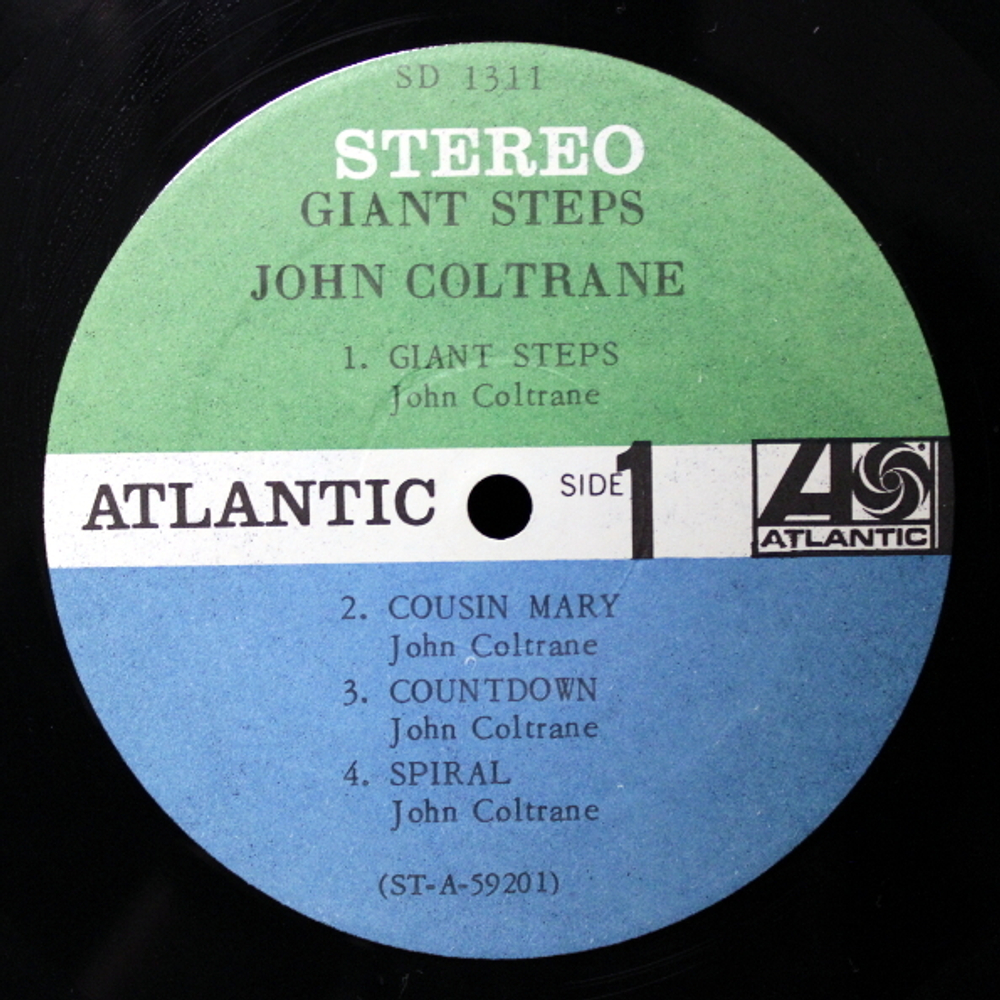 SD 1311
STEREO
GIANT STEPS
JOHN COLTRANE
1. GIANT STEPS
John Coltrane
ATLANTIC
SIDE 1
A
ATLANTIC
2. COUSIN MARY
John Coltrane
3. COUNTDOWN
John Coltrane
4. SPIRAL
John Coltrane
(ST-A-59201)